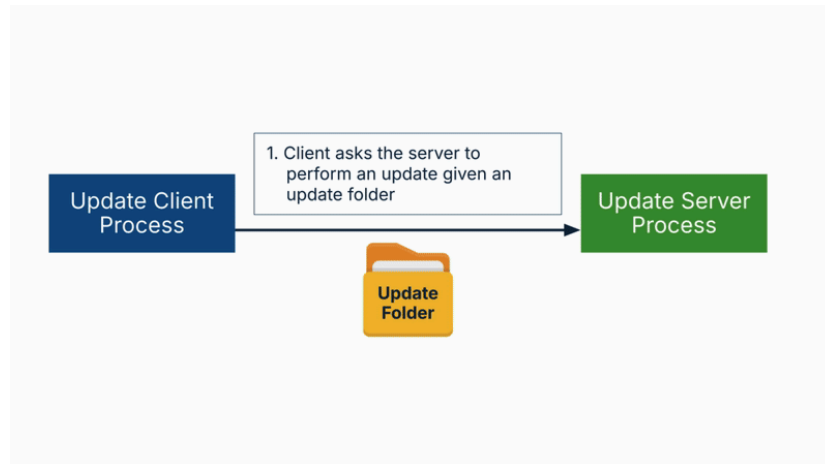 1. Client asks the server to
perform an update given an
update folder
Update Client
Process
Update Server
Process
Update
Folder